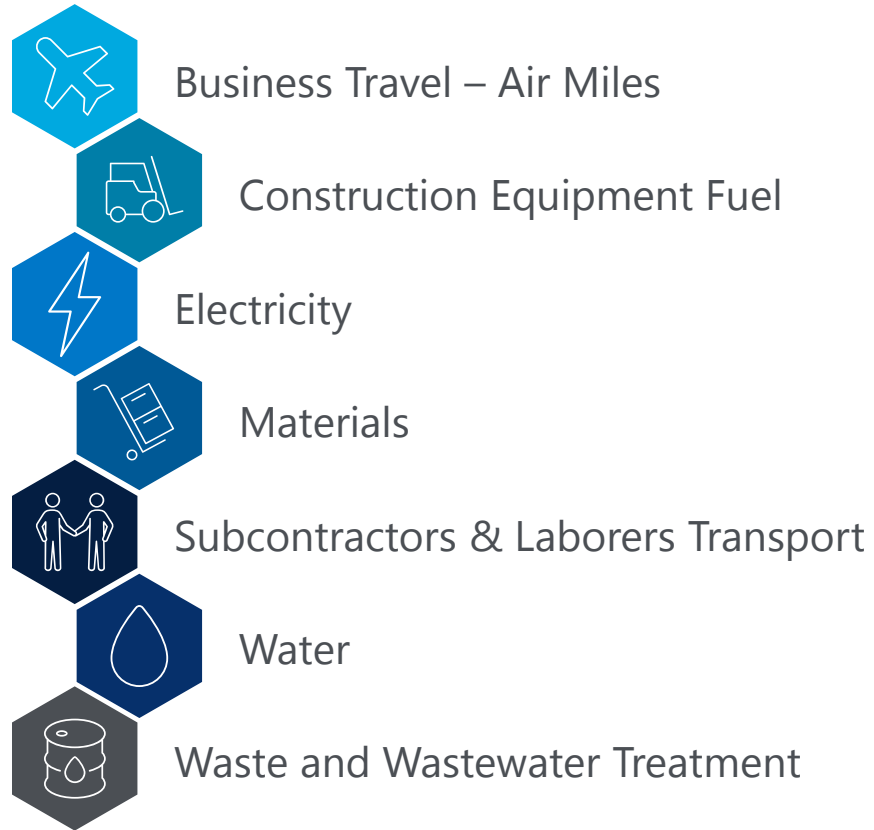 Business Travel – Air Miles
Construction Equipment Fuel
Electricity
Materials
Subcontractors & Laborers Transport
Water
Waste and Wastewater Treatment